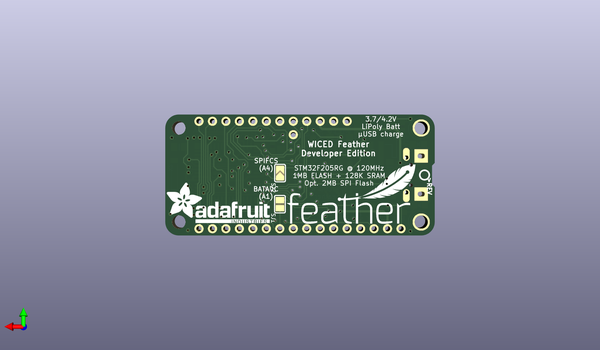 3.7/4.2V
LiPoly Batt
µUSB charge
WICED Feather
Developer Edition
SPIFCS
(A4)
STM32F205RG @ 120MHz
1MB FLASH + 128K SRAM
Opt. 2MB SPI Flash
BATADC
(A1)
adafruit
INDUSTRIES
feather